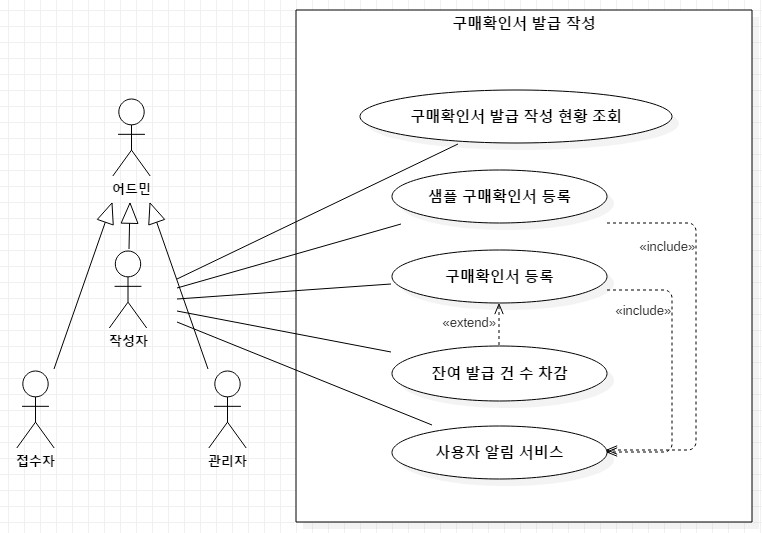 구매확인서 발급 작성
구매확인서 발급 작성 현황 조회
어드민
샘플 구매확인서 등록
«include»
구매확인서 등록
«include»
«extend»
작성자
잔여 발급 건 수 차감
사용자 알림 서비스
접수자
관리자